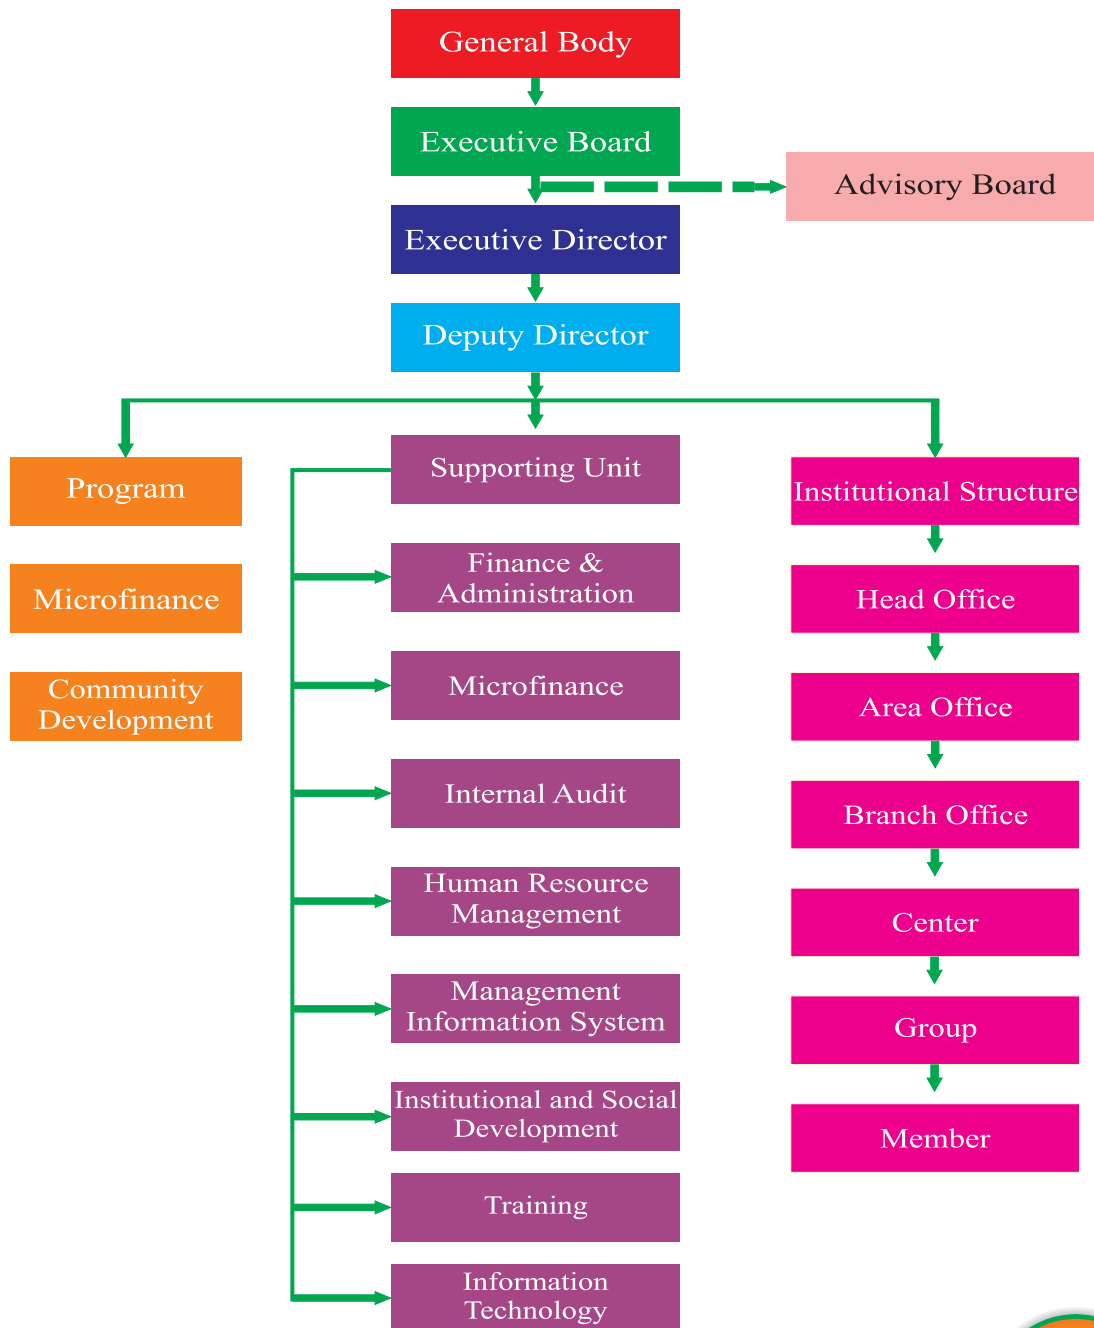 General Body
Executive Board
Advisory Board
Executive Director
Deputy Director
Program
Microfinance
Community
Development
Supporting Unit
Finance &
Administration
Microfinance
Internal Audit
Human Resource
Management
Management
Information System
Institutional and Social
Development
Training
Information
Technology
Institutional Structure
Head Office
Area Office
Branch Office
Center
Group
Member